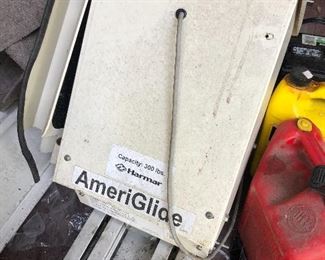 Capacity: 300 lbs.
Harmar
AmeriGlide